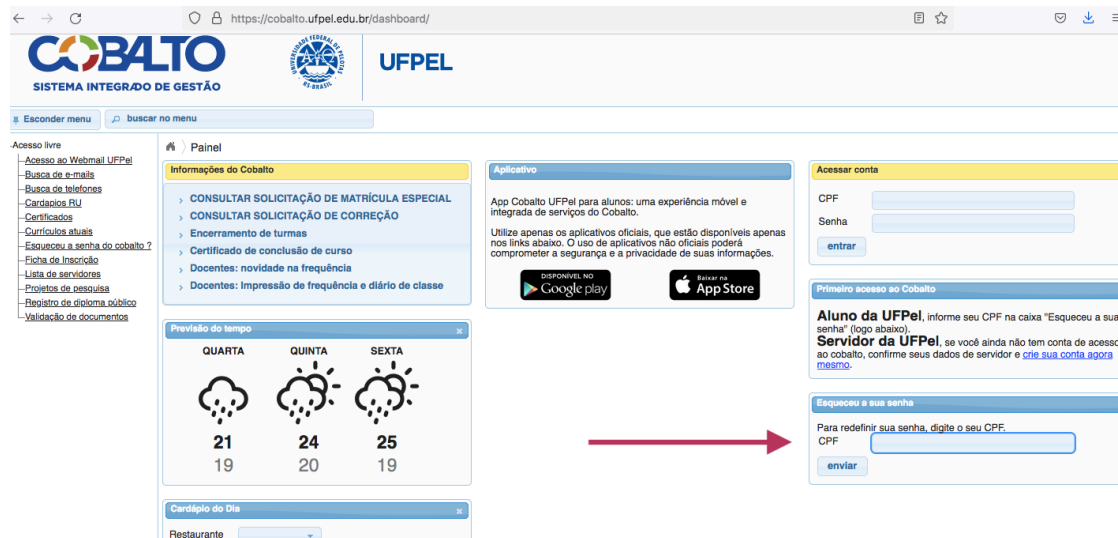 https://cobalto.ufpel.edu.br/dashboard/
COBALTO
SISTEMA INTEGRADO DE GESTÃO
UNIVERSIDADE FEDERAL DE PELOTAS
RS-BRASIL
UFPEL
Esconder menu
buscar no menu
Acesso livre
Acesso ao Webmail UFPel
Busca de e-mails
Busca de telefones
Cardapios RU
Certificados
Currículos atuais
Esqueceu a senha do cobalto ?
Ficha de Inscrição
Lista de servidores
Projetos de pesquisa
Registro de diploma público
Validação de documentos
Painel
Informações do Cobalto
CONSULTAR SOLICITAÇÃO DE MATRÍCULA ESPECIAL
CONSULTAR SOLICITAÇÃO DE CORREÇÃO
Encerramento de turmas
Certificado de conclusão de curso
Docentes: novidade na frequência
Docentes: Impressão de frequência e diário de classe
Previsão do tempo
QUARTA QUINTA SEXTA
21 24 25
19 20 19
Cardápio do Dia
Restaurante
Aplicativo
App Cobalto UFPel para alunos: uma experiência móvel e
integrada de serviços do Cobalto.
Utilize apenas os aplicativos oficiais, que estão disponíveis apenas
nos links abaixo. O uso de aplicativos não oficiais poderá
comprometer a segurança e a privacidade de suas informações.
DISPONÍVEL NO
Google play
Baixar na
App Store
Acessar conta
CPF
Senha
entrar
Primeiro acesso ao Cobalto
Aluno da UFPel, informe seu CPF na caixa "Esqueceu a sua
senha" (logo abaixo).
Servidor da UFPel, se você ainda não tem conta de acesso
ao cobalto, confirme seus dados de servidor e crie sua conta agora
mesmo.
Esqueceu a sua senha
Para redefinir sua senha, digite o seu CPF.
CPF
enviar